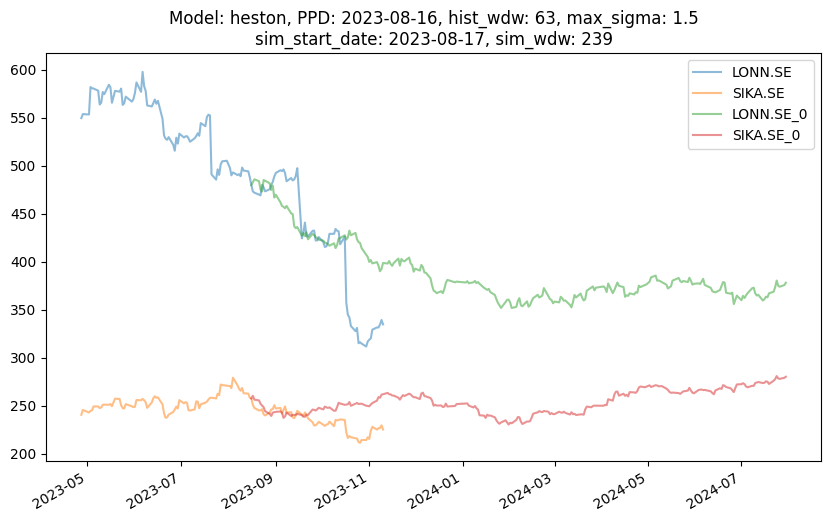 Model: heston, PPD: 2023-08-16, hist_wdw: 63, max_sigma: 1.5
sim_start_date: 2023-08-17, sim_wdw: 239
LONN.SE
SIKA.SE
LONN.SE_0
SIKA.SE_0
600
550
500
450
400
350
300
250
200
2023-05
2023-07
2023-09
2023-11
2024-01
2024-03
2024-05
2024-07